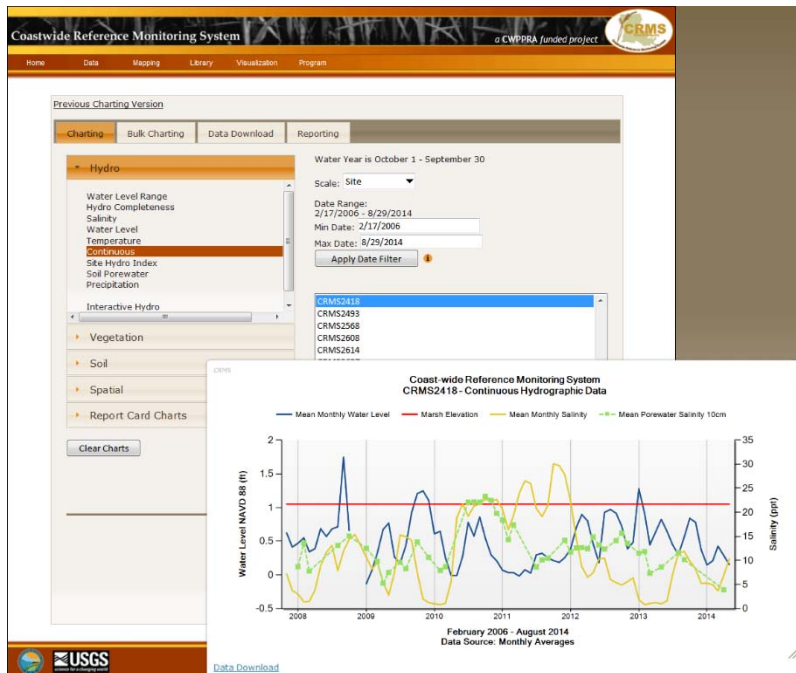 Coastwide Reference Monitoring System
a CWPPRA funded project
CRMS
Home Data Mapping Library Visualization Program
Previous Charting Version
Charting Bulk Charting Data Download Reporting
Hydro
Water Level Range
Hydro Completeness
Salinity
Water Level
Temperature
Continuous
Site Hydro Index
Soil Porewater
Precipitation
Interactive Hydro
Vegetation
Soil
Spatial
Report Card Charts
Clear Charts
Water Year is October 1 - September 30
Scale: Site
Date Range:
2/17/2006 - 8/29/2014
Min Date: 2/17/2006
Max Date: 8/29/2014
Apply Date Filter
CRMS2418
CRMS2493
CRMS2568
CRMS2608
CRMS2614
CRMS
Coast-wide Reference Monitoring System
CRMS2418 - Continuous Hydrographic Data
Mean Monthly Water Level Marsh Elevation Mean Monthly Salinity Mean Porewater Salinity 10cm
Water Level NAVD 88 (ft)
2
1.5
1
0.5
0
-0.5
35
30
25
20
15
10
5
0
Salinity (ppt)
2008 2009 2010 2011 2012 2013 2014
February 2006 - August 2014
Data Source: Monthly Averages
Data Download
USGS